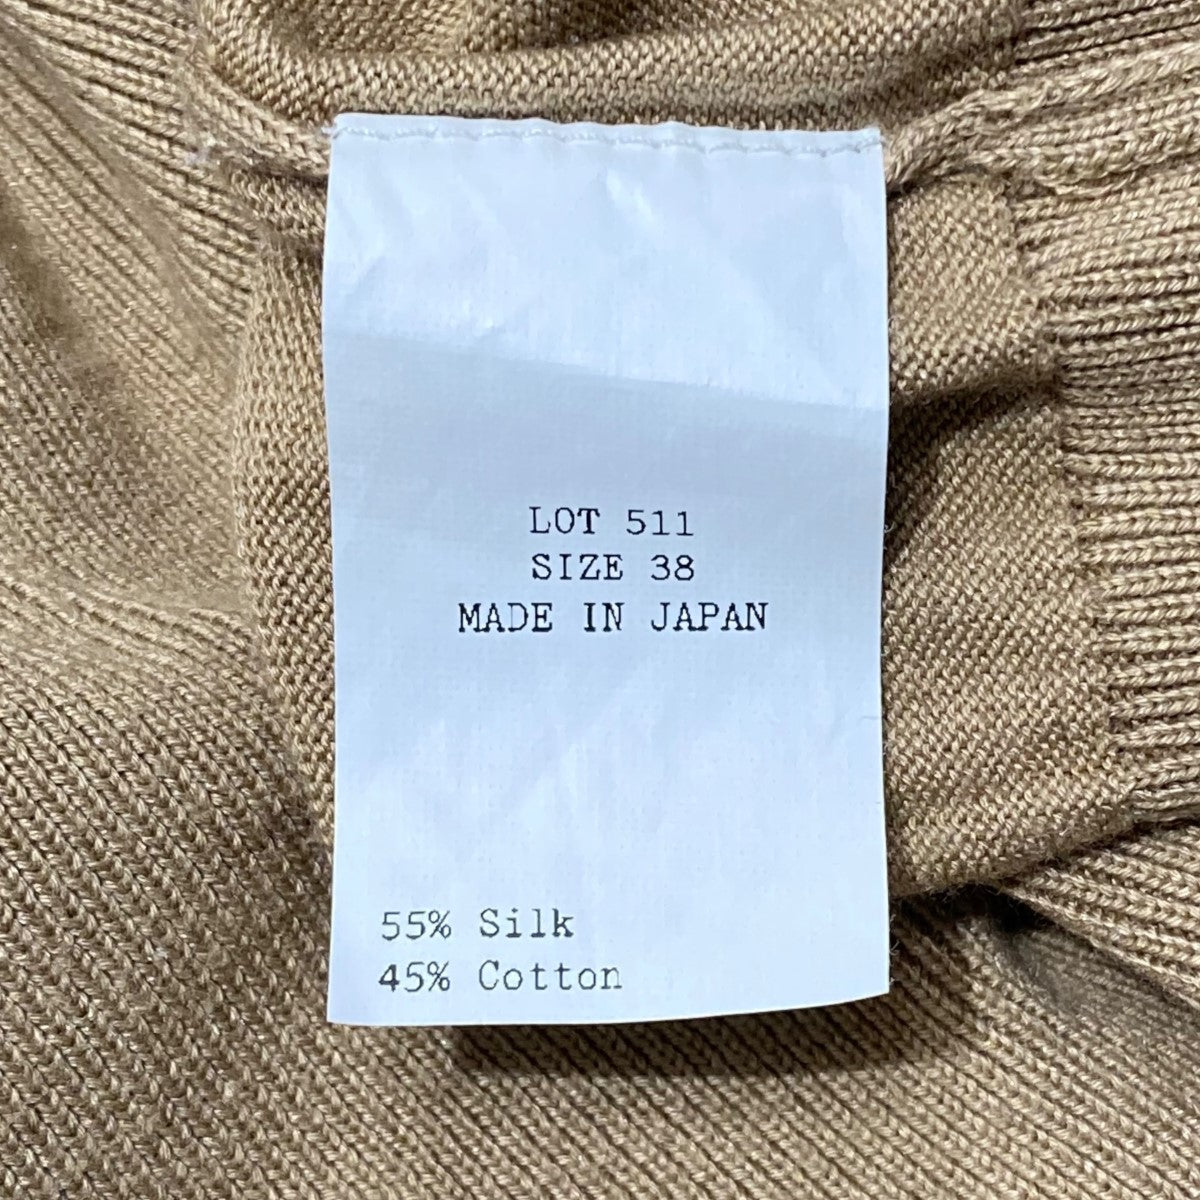 LOT 511
SIZE 38
MADE IN JAPAN
55% Silk
45% Cotton